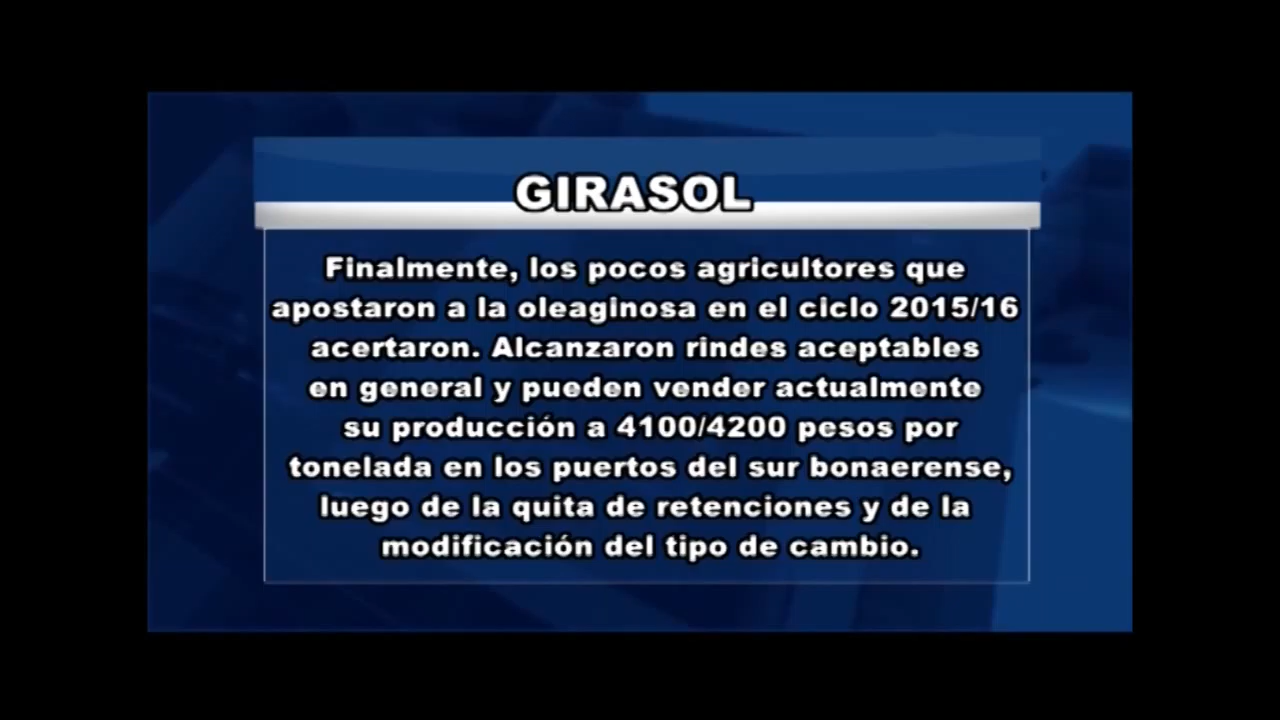 GIRASOL
Finalmente, los pocos agricultores que
apostaron a la oleaginosa en el ciclo 2015/16
acertaron. Alcanzaron rindes aceptables
en general y pueden vender actualmente
su producción a 4100/4200 pesos por
tonelada en los puertos del sur bonaerense,
luego de la quita de retenciones y de la
modificación del tipo de cambio.